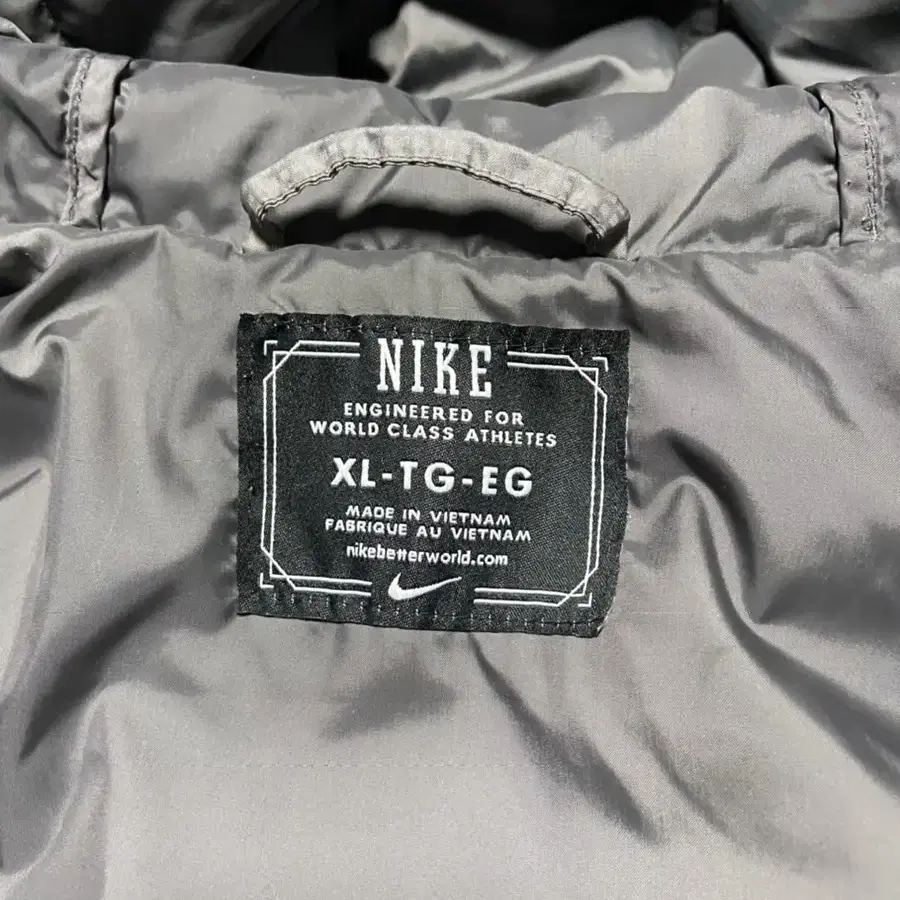 NIKE
ENGINEERED FOR
WORLD CLASS ATHLETES
XL-TG-EG
MADE IN VIETNAM
FABRIQUE AU VIETNAM
nikebetterworld.com